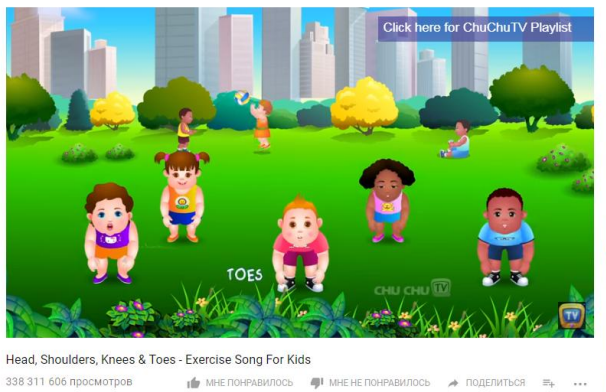 Click here for ChuChuTV Playlist
TOES
CHU CHU TV
TV
Head, Shoulders, Knees & Toes - Exercise Song For Kids
338 311 606 просмотров
МНЕ ПОНРАВИЛОСЬ
МНЕ НЕ ПОНРАВИЛОСЬ
ПОДЕЛИТЬСЯ